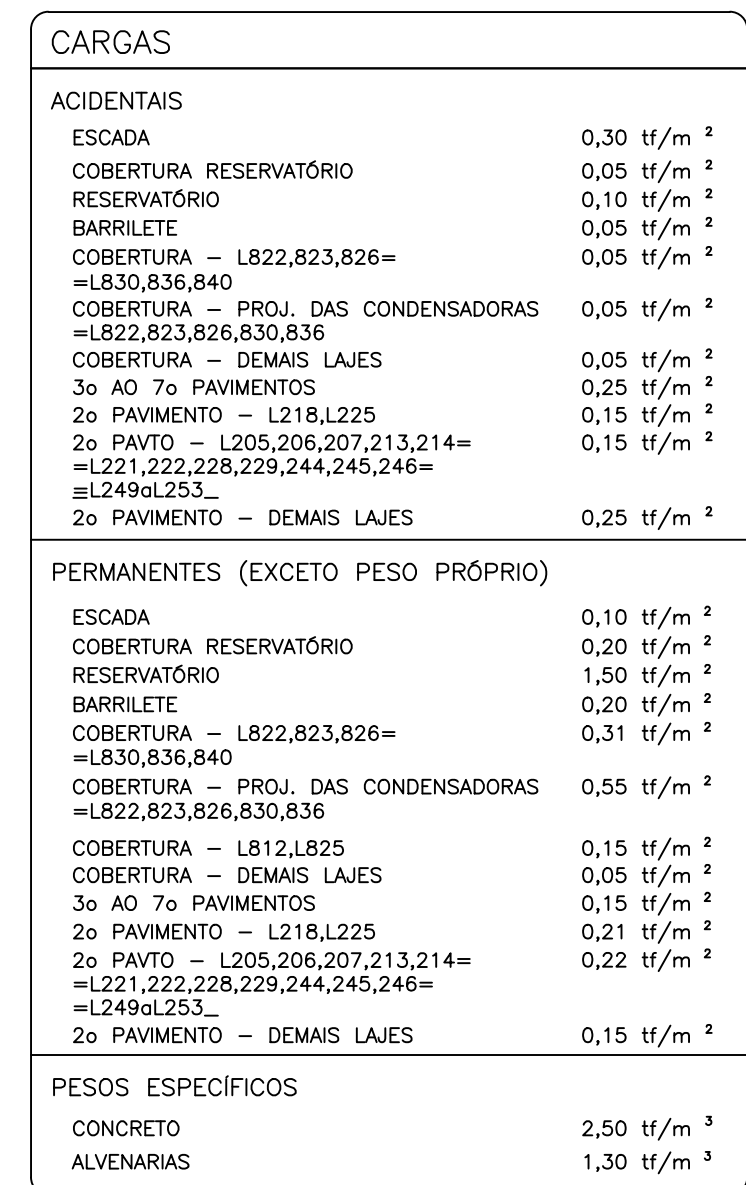 CARGAS
ACIDENTAIS
ESCADA 0,30 tf/m ²
COBERTURA RESERVATÓRIO 0,05 tf/m ²
RESERVATÓRIO 0,10 tf/m ²
BARRILETE 0,05 tf/m ²
COBERTURA – L822,823,826= 0,05 tf/m ²
=L830,836,840
COBERTURA – PROJ. DAS CONDENSADORAS 0,05 tf/m ²
=L822,823,826,830,836
COBERTURA – DEMAIS LAJES 0,05 tf/m ²
3o AO 7o PAVIMENTOS 0,25 tf/m ²
2o PAVIMENTO – L218,L225 0,15 tf/m ²
2o PAVTO – L205,206,207,213,214= 0,15 tf/m ²
=L221,222,228,229,244,245,246=
≡L249aL253_
2o PAVIMENTO – DEMAIS LAJES 0,25 tf/m ²
PERMANENTES (EXCETO PESO PRÓPRIO)
ESCADA 0,10 tf/m ²
COBERTURA RESERVATÓRIO 0,20 tf/m ²
RESERVATÓRIO 1,50 tf/m ²
BARRILETE 0,20 tf/m ²
COBERTURA – L822,823,826= 0,31 tf/m ²
=L830,836,840
COBERTURA – PROJ. DAS CONDENSADORAS 0,55 tf/m ²
=L822,823,826,830,836
COBERTURA – L812,L825 0,15 tf/m ²
COBERTURA – DEMAIS LAJES 0,05 tf/m ²
3o AO 7o PAVIMENTOS 0,15 tf/m ²
2o PAVIMENTO – L218,L225 0,21 tf/m ²
2o PAVTO – L205,206,207,213,214= 0,22 tf/m ²
=L221,222,228,229,244,245,246=
=L249aL253_
2o PAVIMENTO – DEMAIS LAJES 0,15 tf/m ²
PESOS ESPECÍFICOS
CONCRETO 2,50 tf/m ³
ALVENARIAS 1,30 tf/m ³